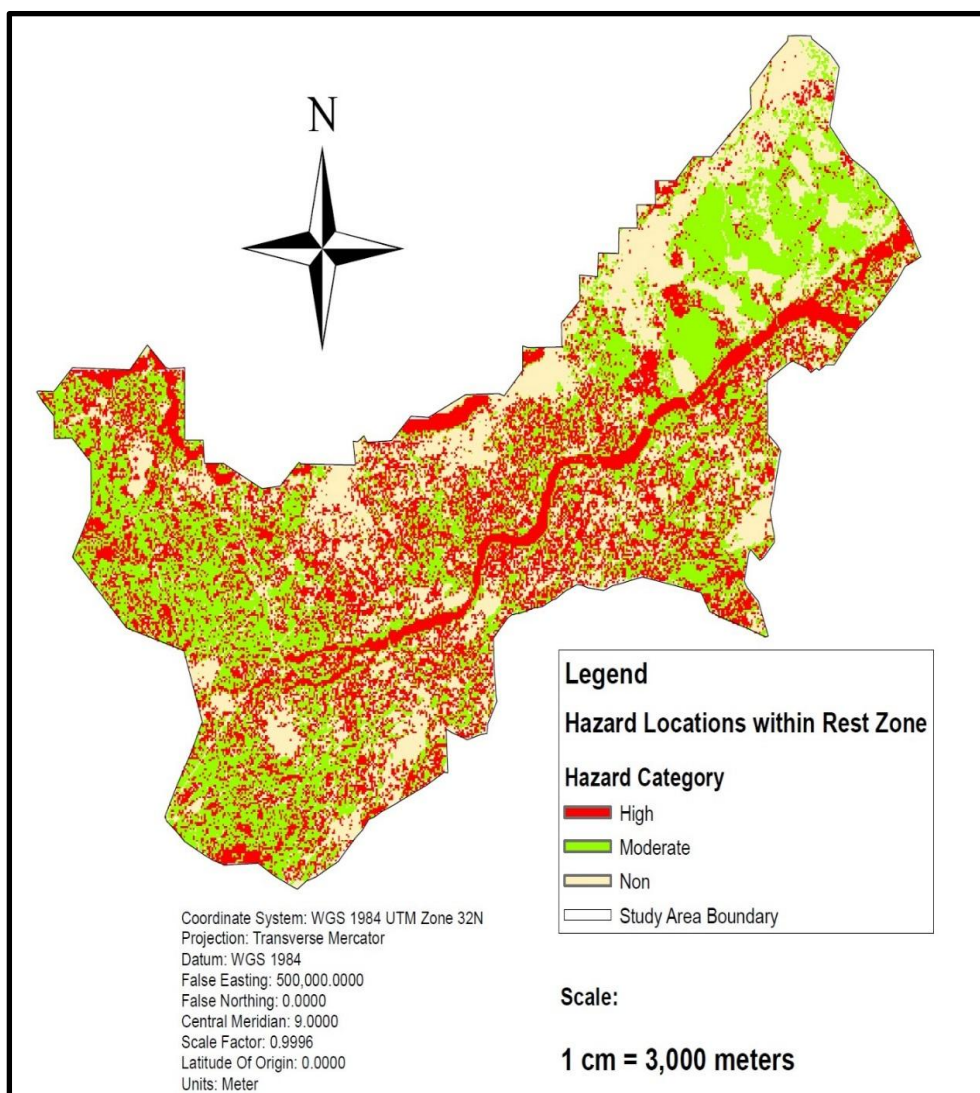 N
Legend
Hazard Locations within Rest Zone
Hazard Category
High
Moderate
Non
Study Area Boundary
Coordinate System: WGS 1984 UTM Zone 32N
Projection: Transverse Mercator
Datum: WGS 1984
False Easting: 500,000.0000
False Northing: 0.0000
Central Meridian: 9.0000
Scale Factor: 0.9996
Latitude Of Origin: 0.0000
Units: Meter
Scale:
1 cm = 3,000 meters